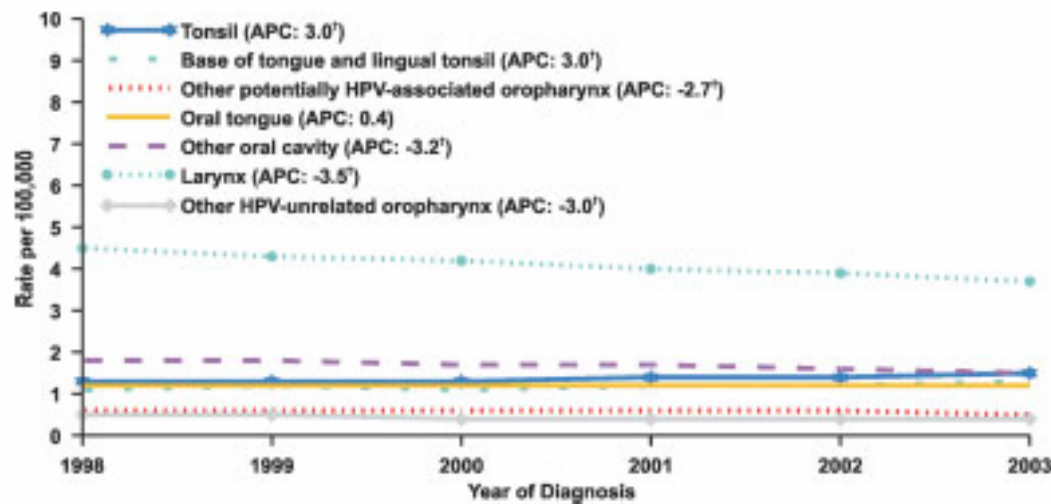 10
9
8
7
6
5
4
3
2
1
0
Rate per 100,000
Tonsil (APC: 3.0†)
Base of tongue and lingual tonsil (APC: 3.0†)
Other potentially HPV-associated oropharynx (APC: -2.7†)
Oral tongue (APC: 0.4)
Other oral cavity (APC: -3.2†)
Larynx (APC: -3.5†)
Other HPV-unrelated oropharynx (APC: -3.0†)
1998 1999 2000 2001 2002 2003
Year of Diagnosis